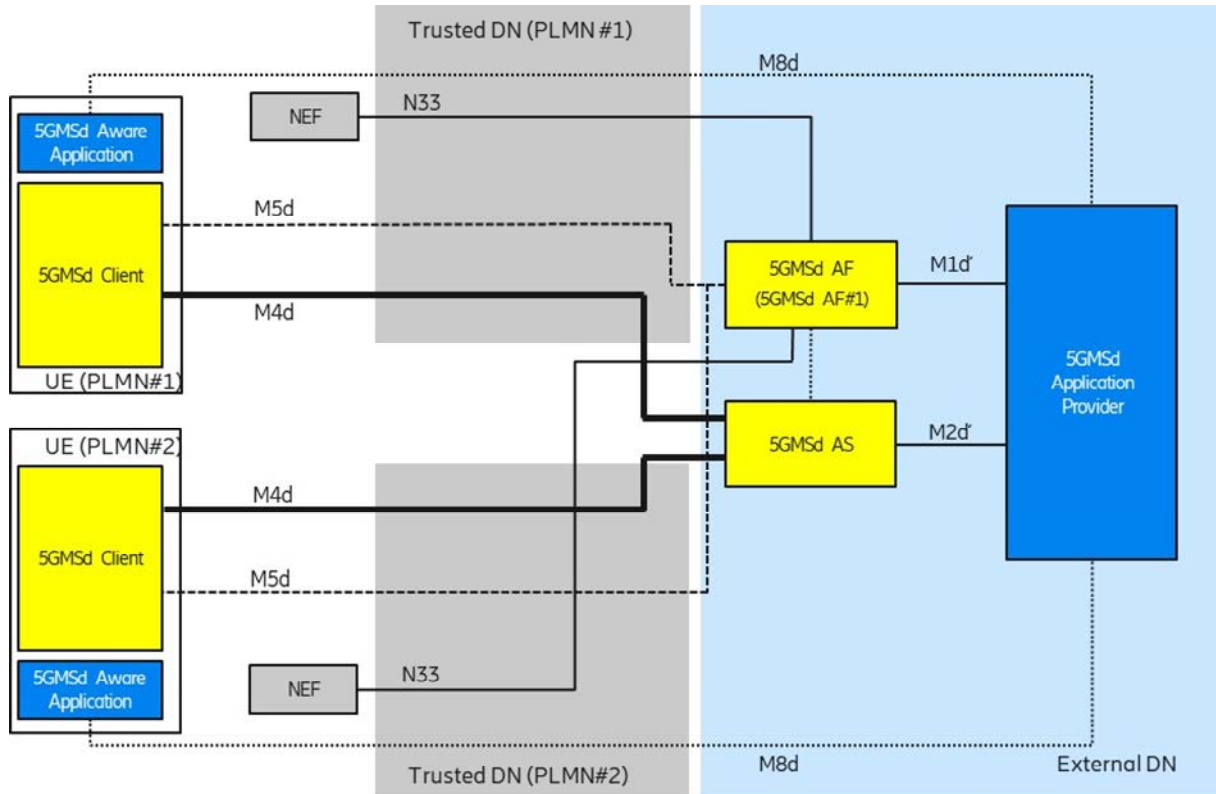 Trusted DN (PLMN #1)
M8d
NEF
N33
5GMSd Aware
Application
M5d
5GMSd Client
M4d
UE (PLMN#1)
5GMSd AF
(5GMSd AF#1)
M1d'
5GMSd
Application
Provider
5GMSd AS
M2d'
UE (PLMN#2)
M4d
5GMSd Client
M5d
5GMSd Aware
Application
NEF
N33
M8d
External DN
Trusted DN (PLMN#2)